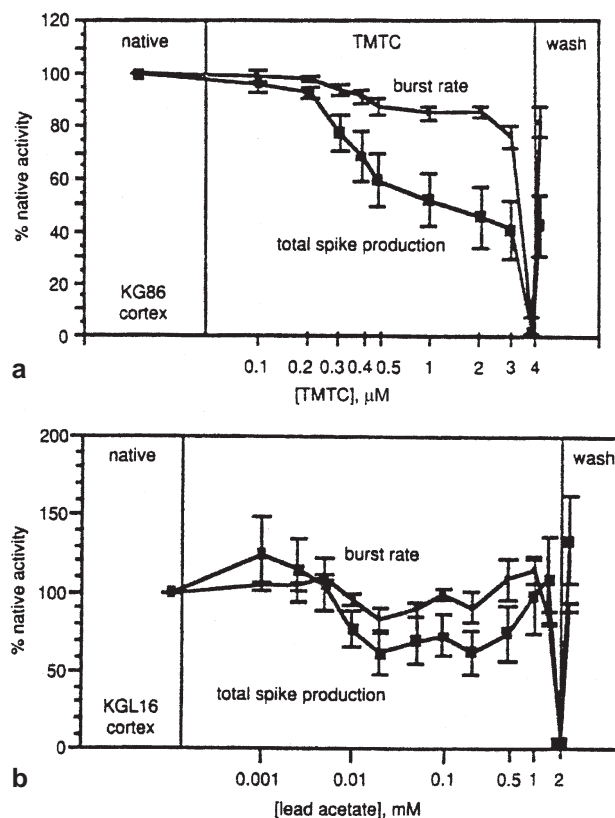 120
100
80
60
40
20
0
% native activity
native
TMTC
wash
burst rate
total spike production
KG86
cortex
0.1 0.2 0.3 0.4 0.5 1 2 3 4
[TMTC], µM
a
200
150
100
50
0
% native activity
native
wash
burst rate
total spike production
KGL16
cortex
0.001 0.01 0.1 0.5 1 2
[lead acetate], mM
b